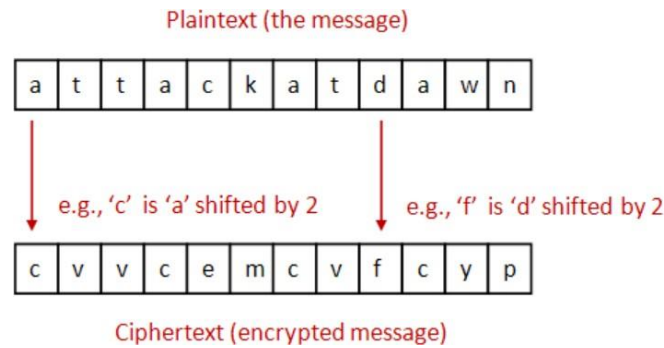 Plaintext (the message)
a t t a c k a t d a w n
e.g., ‘c’ is ‘a’ shifted by 2
e.g., ‘f’ is ‘d’ shifted by 2
c v v c e m c v f c y p
Ciphertext (encrypted message)